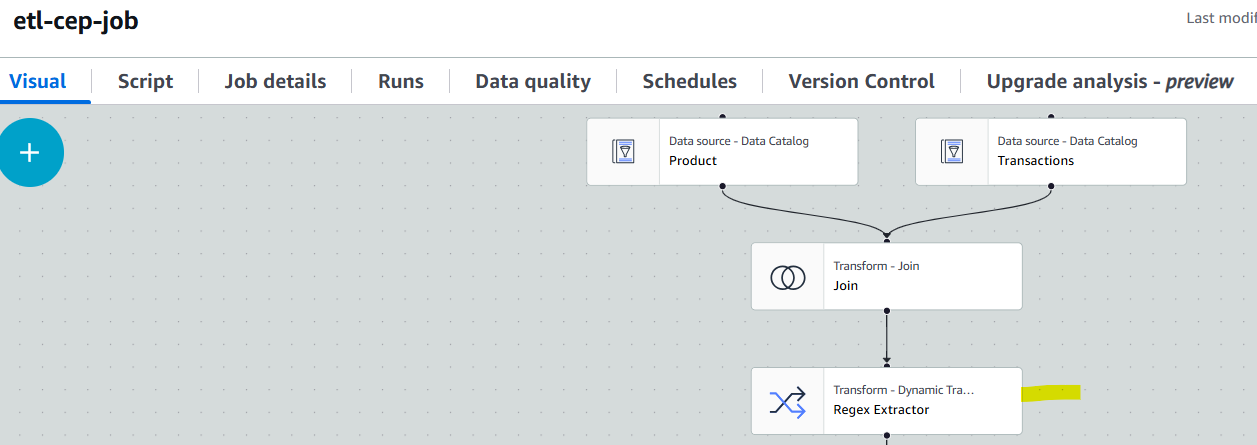 etl-cep-job
Last modif
Visual Script Job details Runs Data quality Schedules Version Control Upgrade analysis - preview
Data source - Data Catalog
Product
Data source - Data Catalog
Transactions
Transform - Join
Join
Transform - Dynamic Tra...
Regex Extractor